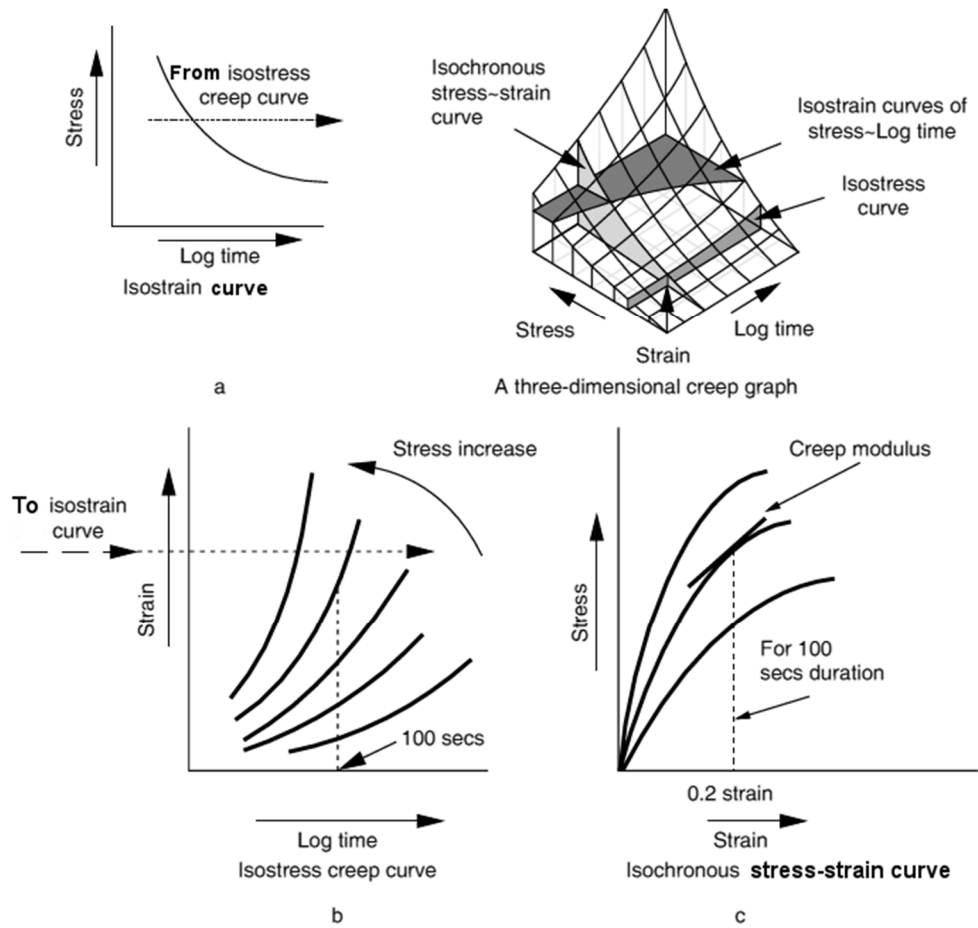 Stress
From isostress
creep curve
Log time
Isostrain curve
a
Isochronous
stress~strain
curve
Isostrain curves of
stress~Log time
Isostress
curve
Stress
Log time
Strain
A three-dimensional creep graph
To isostrain
curve
Strain
Stress increase
100 secs
Log time
Isostress creep curve
b
Creep modulus
Stress
For 100
secs duration
0.2 strain
Strain
Isochronous stress-strain curve
c